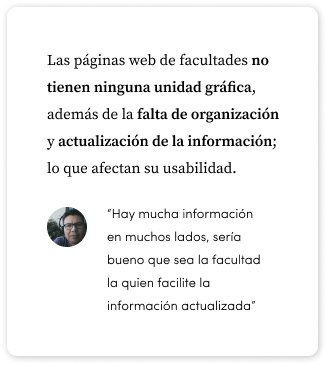 Las páginas web de facultades no
tienen ninguna unidad gráfica,
además de la falta de organización
y actualización de la información;
lo que afectan su usabilidad.
“Hay mucha información
en muchos lados, sería
bueno que sea la facultad
la quien facilite la
información actualizada”